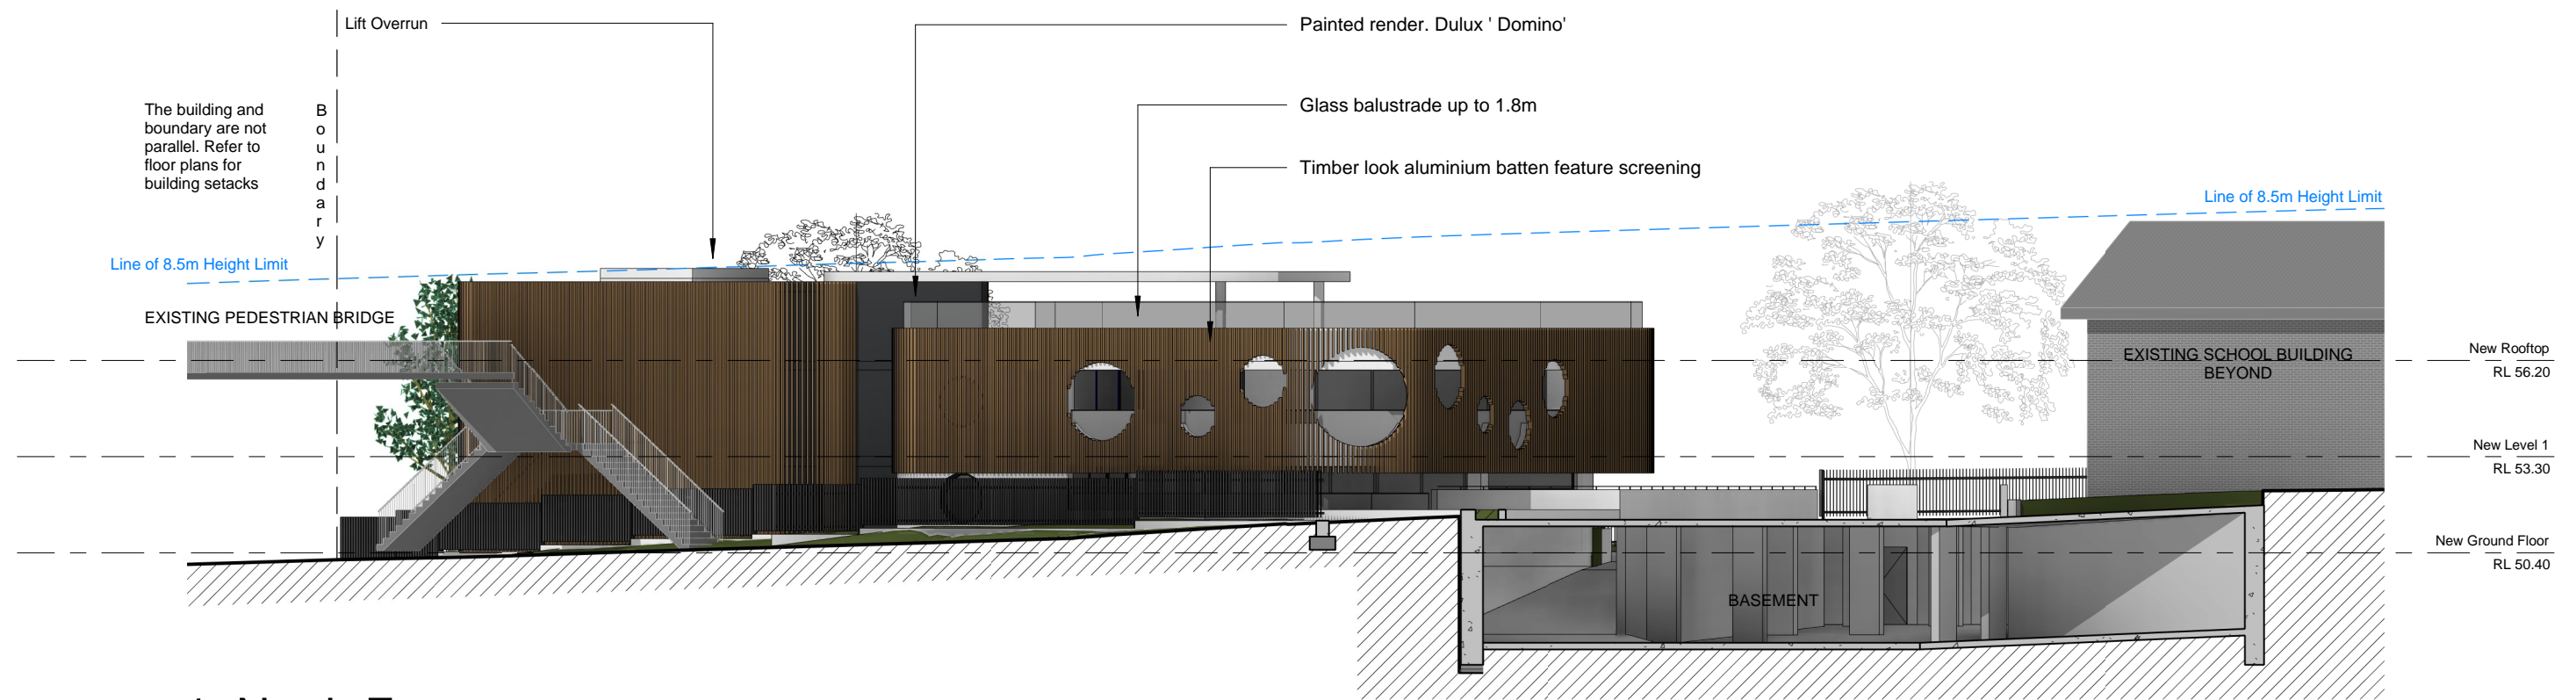 Lift Overrun
Painted render. Dulux ' Domino'
The building and
boundary are not
parallel. Refer to
floor plans for
building setacks
Boundary
Glass balustrade up to 1.8m
Timber look aluminium batten feature screening
Line of 8.5m Height Limit
Line of 8.5m Height Limit
EXISTING PEDESTRIAN BRIDGE
EXISTING SCHOOL BUILDING
BEYOND
New Rooftop
RL 56.20
New Level 1
RL 53.30
New Ground Floor
RL 50.40
BASEMENT